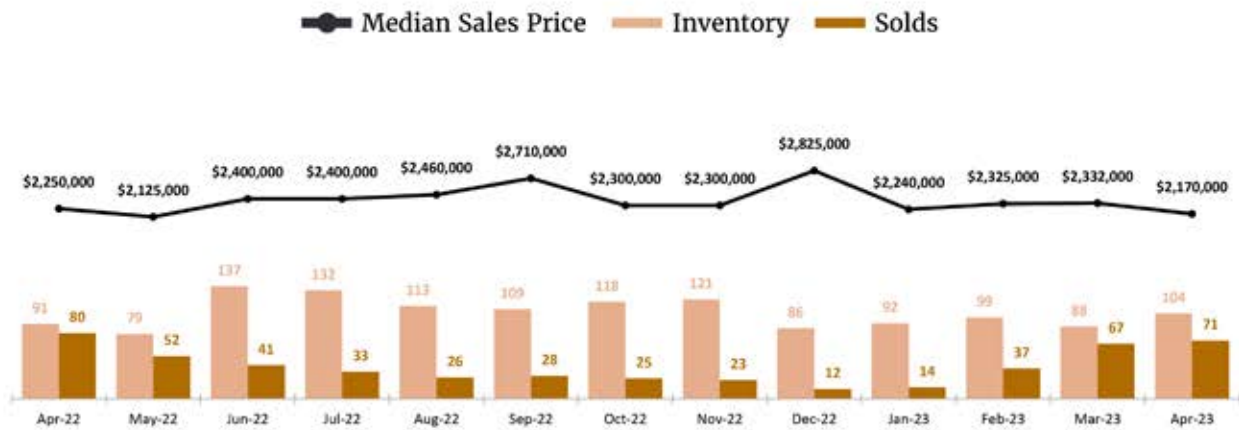 Median Sales Price Inventory Solds
$2,250,000 $2,125,000 $2,400,000 $2,400,000 $2,460,000 $2,710,000 $2,300,000 $2,300,000 $2,825,000 $2,240,000 $2,325,000 $2,332,000 $2,170,000
91 80 79 52 137 41 132 33 113 26 109 28 118 25 121 23 86 12 92 14 99 37 88 67 104 71
Apr-22 May-22 Jun-22 Jul-22 Aug-22 Sep-22 Oct-22 Nov-22 Dec-22 Jan-23 Feb-23 Mar-23 Apr-23